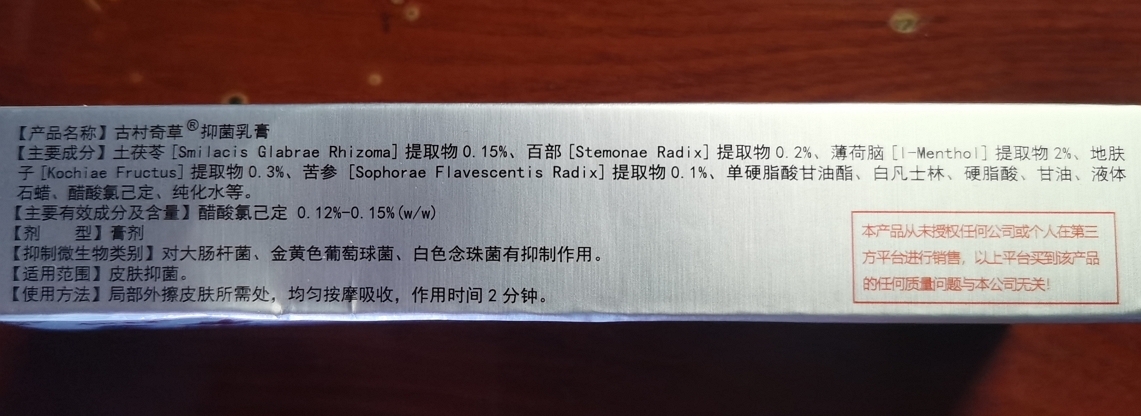 【产品名称】古村奇草®抑菌乳膏
【主要成分】土茯苓[Smilacis Glabrae Rhizoma]提取物0.15%、百部[Stemonae Radix]提取物0.2%、薄荷脑[l-Menthol]提取物2%、地肤
子[Kochiae Fructus]提取物0.3%、苦参 [Sophorae Flavescentis Radix]提取物0.1%、单硬脂酸甘油酯、白凡士林、硬脂酸、甘油、液体
石蜡、醋酸氯己定、纯化水等。
【主要有效成分及含量】醋酸氯己定 0.12%-0.15%(w/w)
【剂 型】膏剂
【抑制微生物类别】对大肠杆菌、金黄色葡萄球菌、白色念珠菌有抑制作用。
【适用范围】皮肤抑菌。
【使用方法】局部外擦皮肤所需处，均匀按摩吸收，作用时间2分钟。
本产品从未授权任何公司或个人在第三
方平台进行销售，以上平台买到该产品
的任何质量问题与本公司无关！